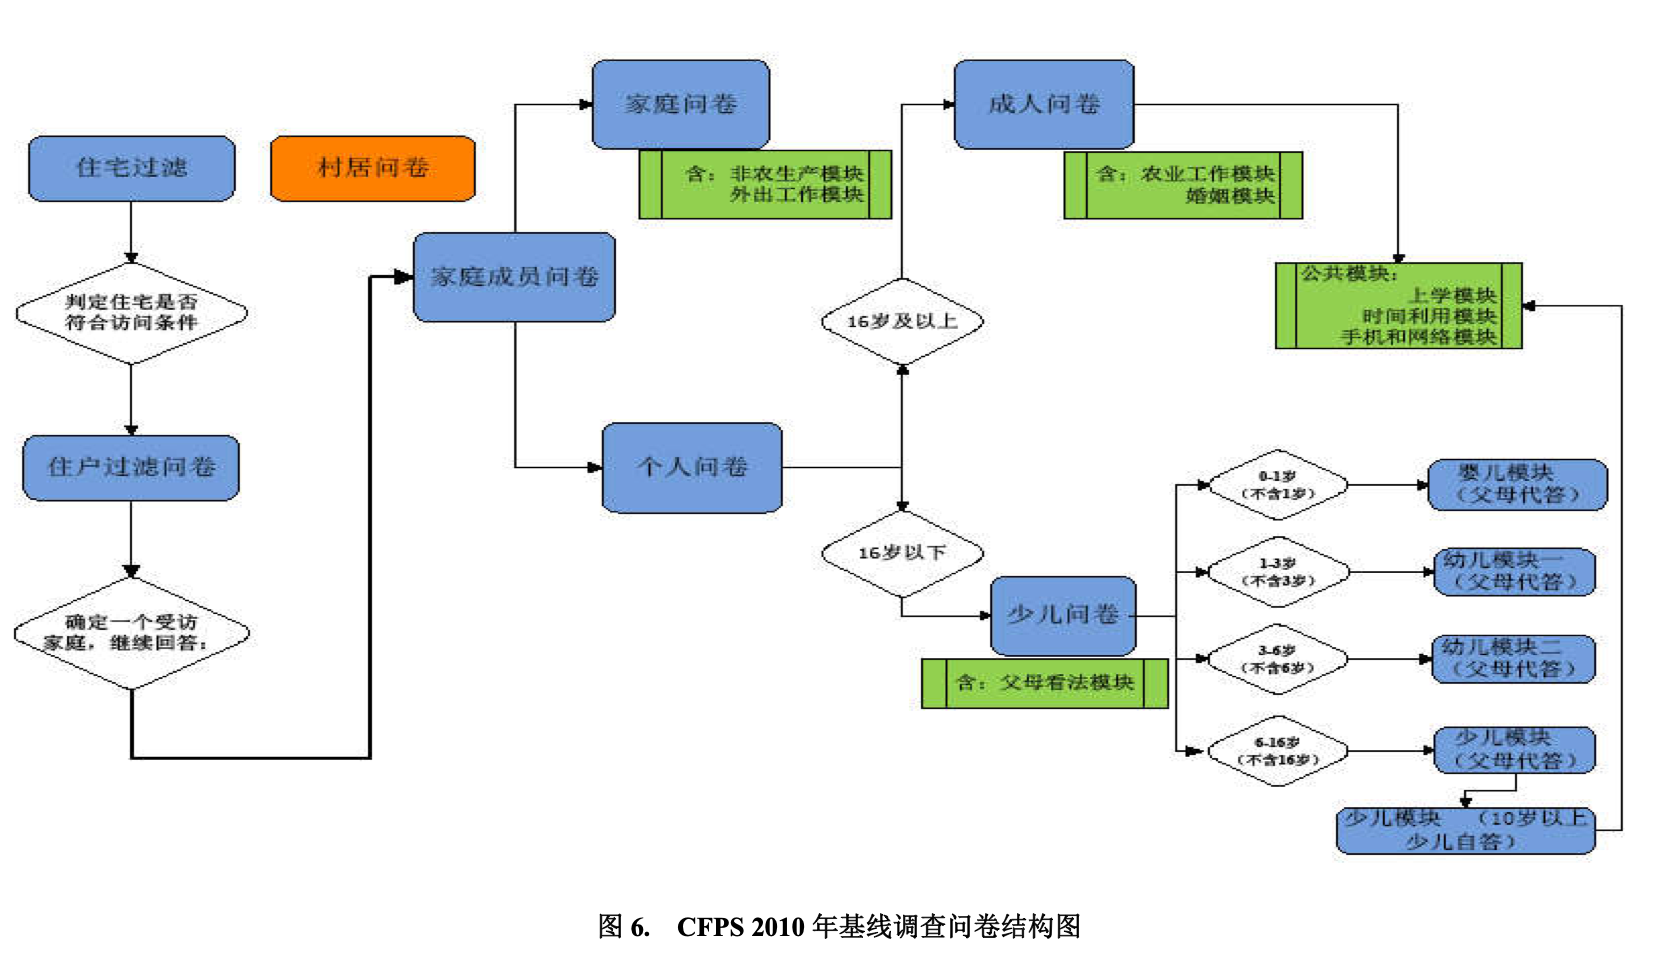 家庭问卷
成人问卷
住宅过滤
村居问卷
含：非农生产模块
外出工作模块
含：农业工作模块
婚姻模块
家庭成员问卷
判定住宅是否
符合访问条件
16岁及以上
公共模块：
上学模块
时间利用模块
手机和网络模块
住户过滤问卷
个人问卷
0-1岁
（不含1岁）
婴儿模块
（父母代答）
16岁以下
1-3岁
（不含3岁）
幼儿模块一
（父母代答）
确定一个受访
家庭，继续回答：
少儿问卷
含：父母看法模块
3-6岁
（不含6岁）
幼儿模块二
（父母代答）
6-16岁
（不含16岁）
少儿模块
（父母代答）
少儿模块 （10岁以上
少儿自答）
图 6. CFPS 2010 年基线调查问卷结构图